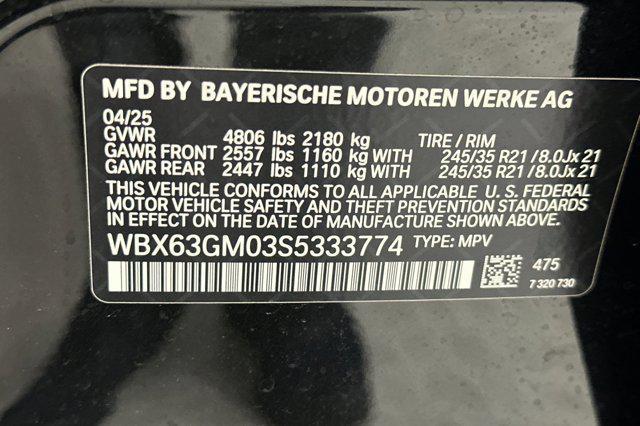 MFD BY BAYERISCHE MOTOREN WERKE AG
04/25
GVWR 4806 lbs 2180 kg TIRE / RIM
GAWR FRONT 2557 lbs 1160 kg WITH 245/35 R21 / 8.0Jx 21
GAWR REAR 2447 lbs 1110 kg WITH 245/35 R21 / 8.0Jx 21
THIS VEHICLE CONFORMS TO ALL APPLICABLE U. S. FEDERAL
MOTOR VEHICLE SAFETY AND THEFT PREVENTION STANDARDS
IN EFFECT ON THE DATE OF MANUFACTURE SHOWN ABOVE.
WBX63GM03S5333774 TYPE: MPV
475
7 320 730